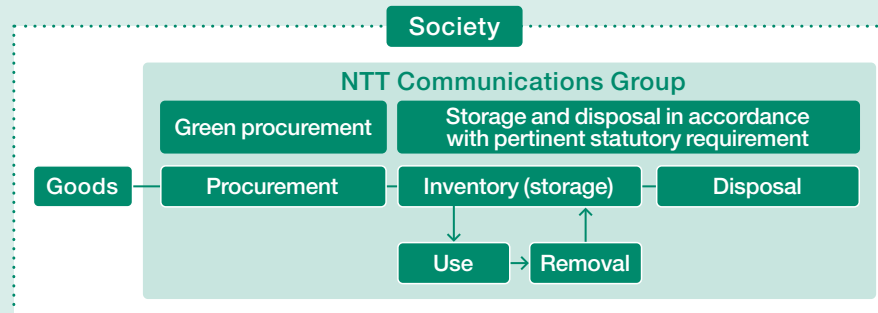 Society
NTT Communications Group
Green procurement
Storage and disposal in accordance
with pertinent statutory requirement
Goods
Procurement
Inventory (storage)
Disposal
Use
Removal